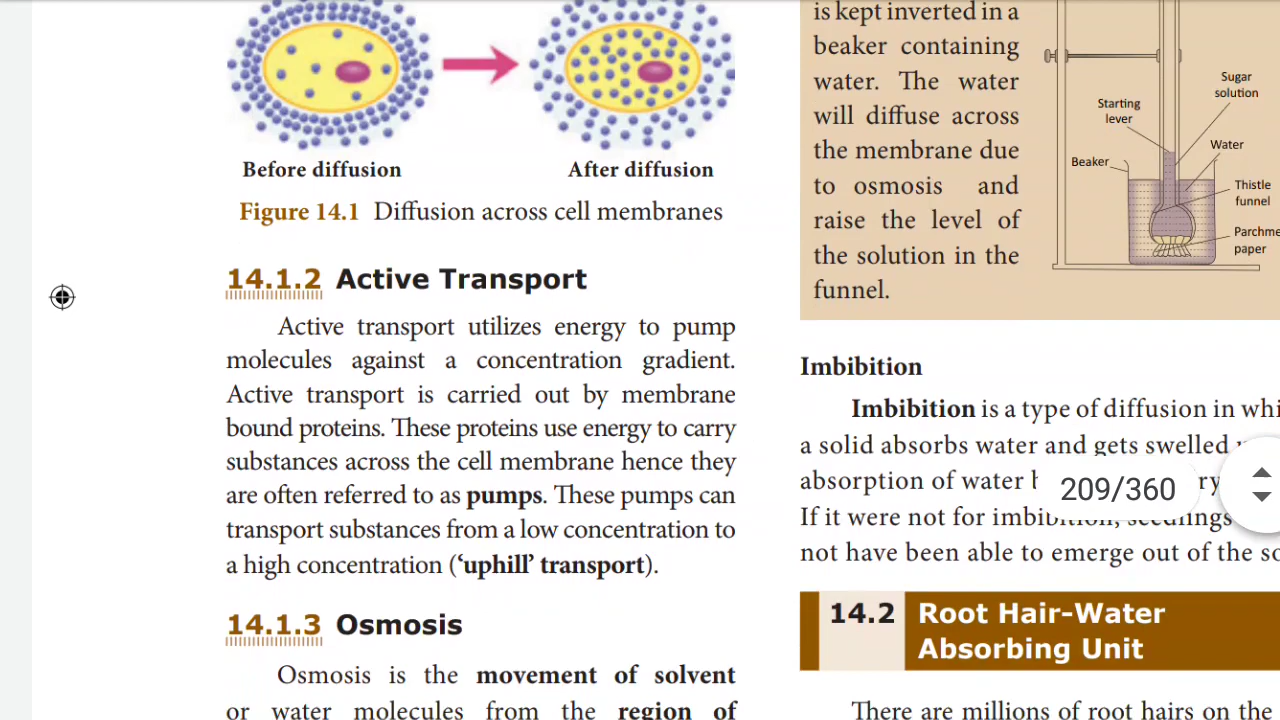 Before diffusion
After diffusion
Figure 14.1 Diffusion across cell membranes
14.1.2 Active Transport
Active transport utilizes energy to pump
molecules against a concentration gradient.
Active transport is carried out by membrane
bound proteins. These proteins use energy to carry
substances across the cell membrane hence they
are often referred to as pumps. These pumps can
transport substances from a low concentration to
a high concentration (‘uphill’ transport).
14.1.3 Osmosis
Osmosis is the movement of solvent
or water molecules from the region of
is kept inverted in a
beaker containing
water. The water
will diffuse across
the membrane due
to osmosis and
raise the level of
the solution in the
funnel.
Sugar
solution
Starting
lever
Water
Beaker
Thistle
funnel
Parchme
paper
Imbibition
Imbibition is a type of diffusion in whi
a solid absorbs water and gets swelled
absorption of water
209/360
If it were not for imbibition, seedlings
not have been able to emerge out of the so
14.2 Root Hair-Water
Absorbing Unit
There are millions of root hairs on the